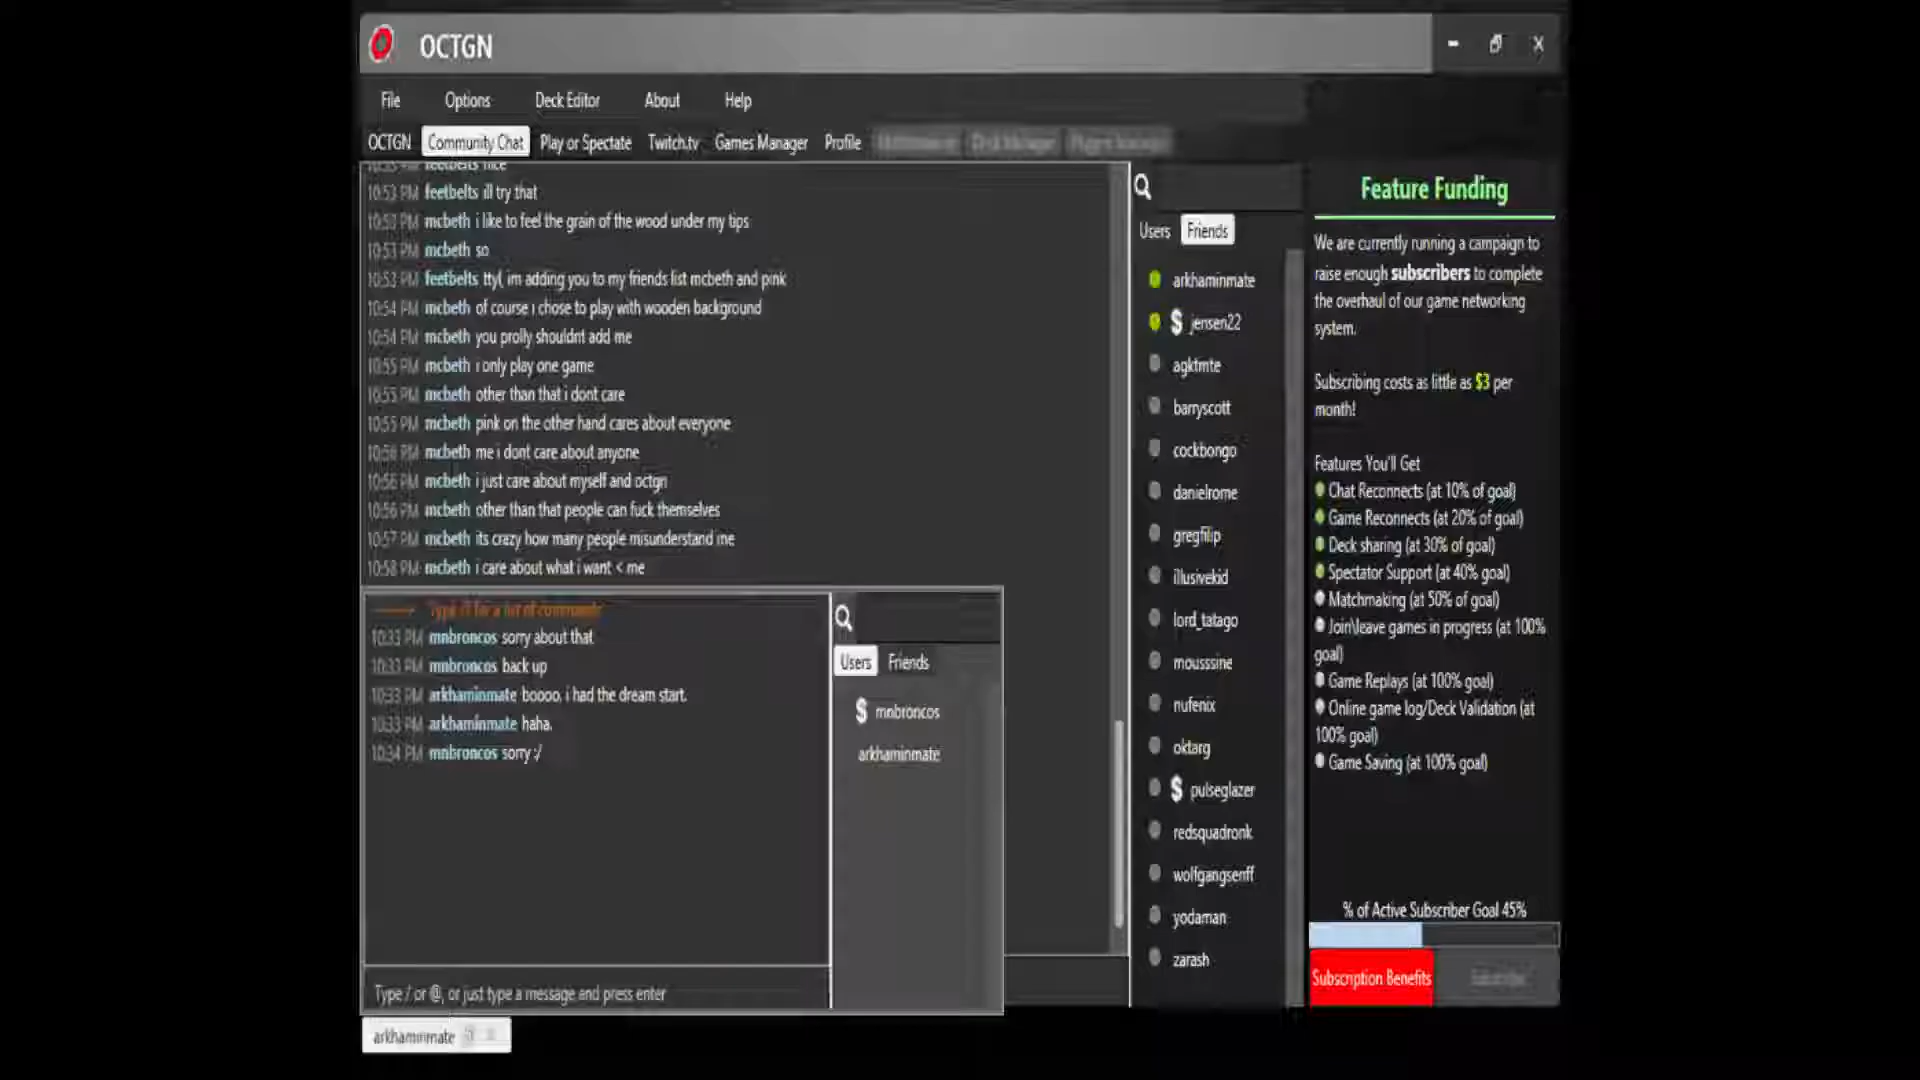 OCTGN
File Options Deck Editor About Help
OCTGN Community Chat Play or Spectate Twitch.tv Games Manager Profile
feetbelts nice
10:53 PM feetbelts ill try that
10:53 PM mcbeth i like to feel the grain of the wood under my tips
10:53 PM mcbeth so
10:53 PM feetbelts ttyl, im adding you to my friends list mcbeth and pink
10:54 PM mcbeth of course i chose to play with wooden background
10:54 PM mcbeth you prolly shouldnt add me
10:55 PM mcbeth i only play one game
10:55 PM mcbeth other than that i dont care
10:55 PM mcbeth pink on the other hand cares about everyone
10:56 PM mcbeth me i dont care about anyone
10:56 PM mcbeth i just care about myself and octgn
10:56 PM mcbeth other than that people can fuck themselves
10:57 PM mcbeth its crazy how many people misunderstand me
10:58 PM mcbeth i care about what i want < me
Type /? for a list of commands
10:33 PM mnbroncos sorry about that
10:33 PM mnbroncos back up
10:33 PM arkhaminmate boooo, i had the dream start.
10:33 PM arkhaminmate haha.
10:34 PM mnbroncos sorry :/
Type / or @, or just type a message and press enter
Users Friends
$ mnbroncos
arkhaminmate
arkhaminmate
Users Friends
arkhaminmate
$ jensen22
agktmte
barryscott
cockbongo
danielrome
gregfilip
illusivekid
lord_tatago
mousssine
nufenix
oktarg
$ pulseglazer
redsquadronk
wolfgangsenff
yodaman
zarash
Feature Funding
We are currently running a campaign to
raise enough subscribers to complete
the overhaul of our game networking
system.
Subscribing costs as little as $3 per
month!
Features You'll Get
Chat Reconnects (at 10% of goal)
Game Reconnects (at 20% of goal)
Deck sharing (at 30% of goal)
Spectator Support (at 40% goal)
Matchmaking (at 50% of goal)
Join\leave games in progress (at 100%
goal)
Game Replays (at 100% goal)
Online game log/Deck Validation (at
100% goal)
Game Saving (at 100% goal)
% of Active Subscriber Goal 45%
Subscription Benefits